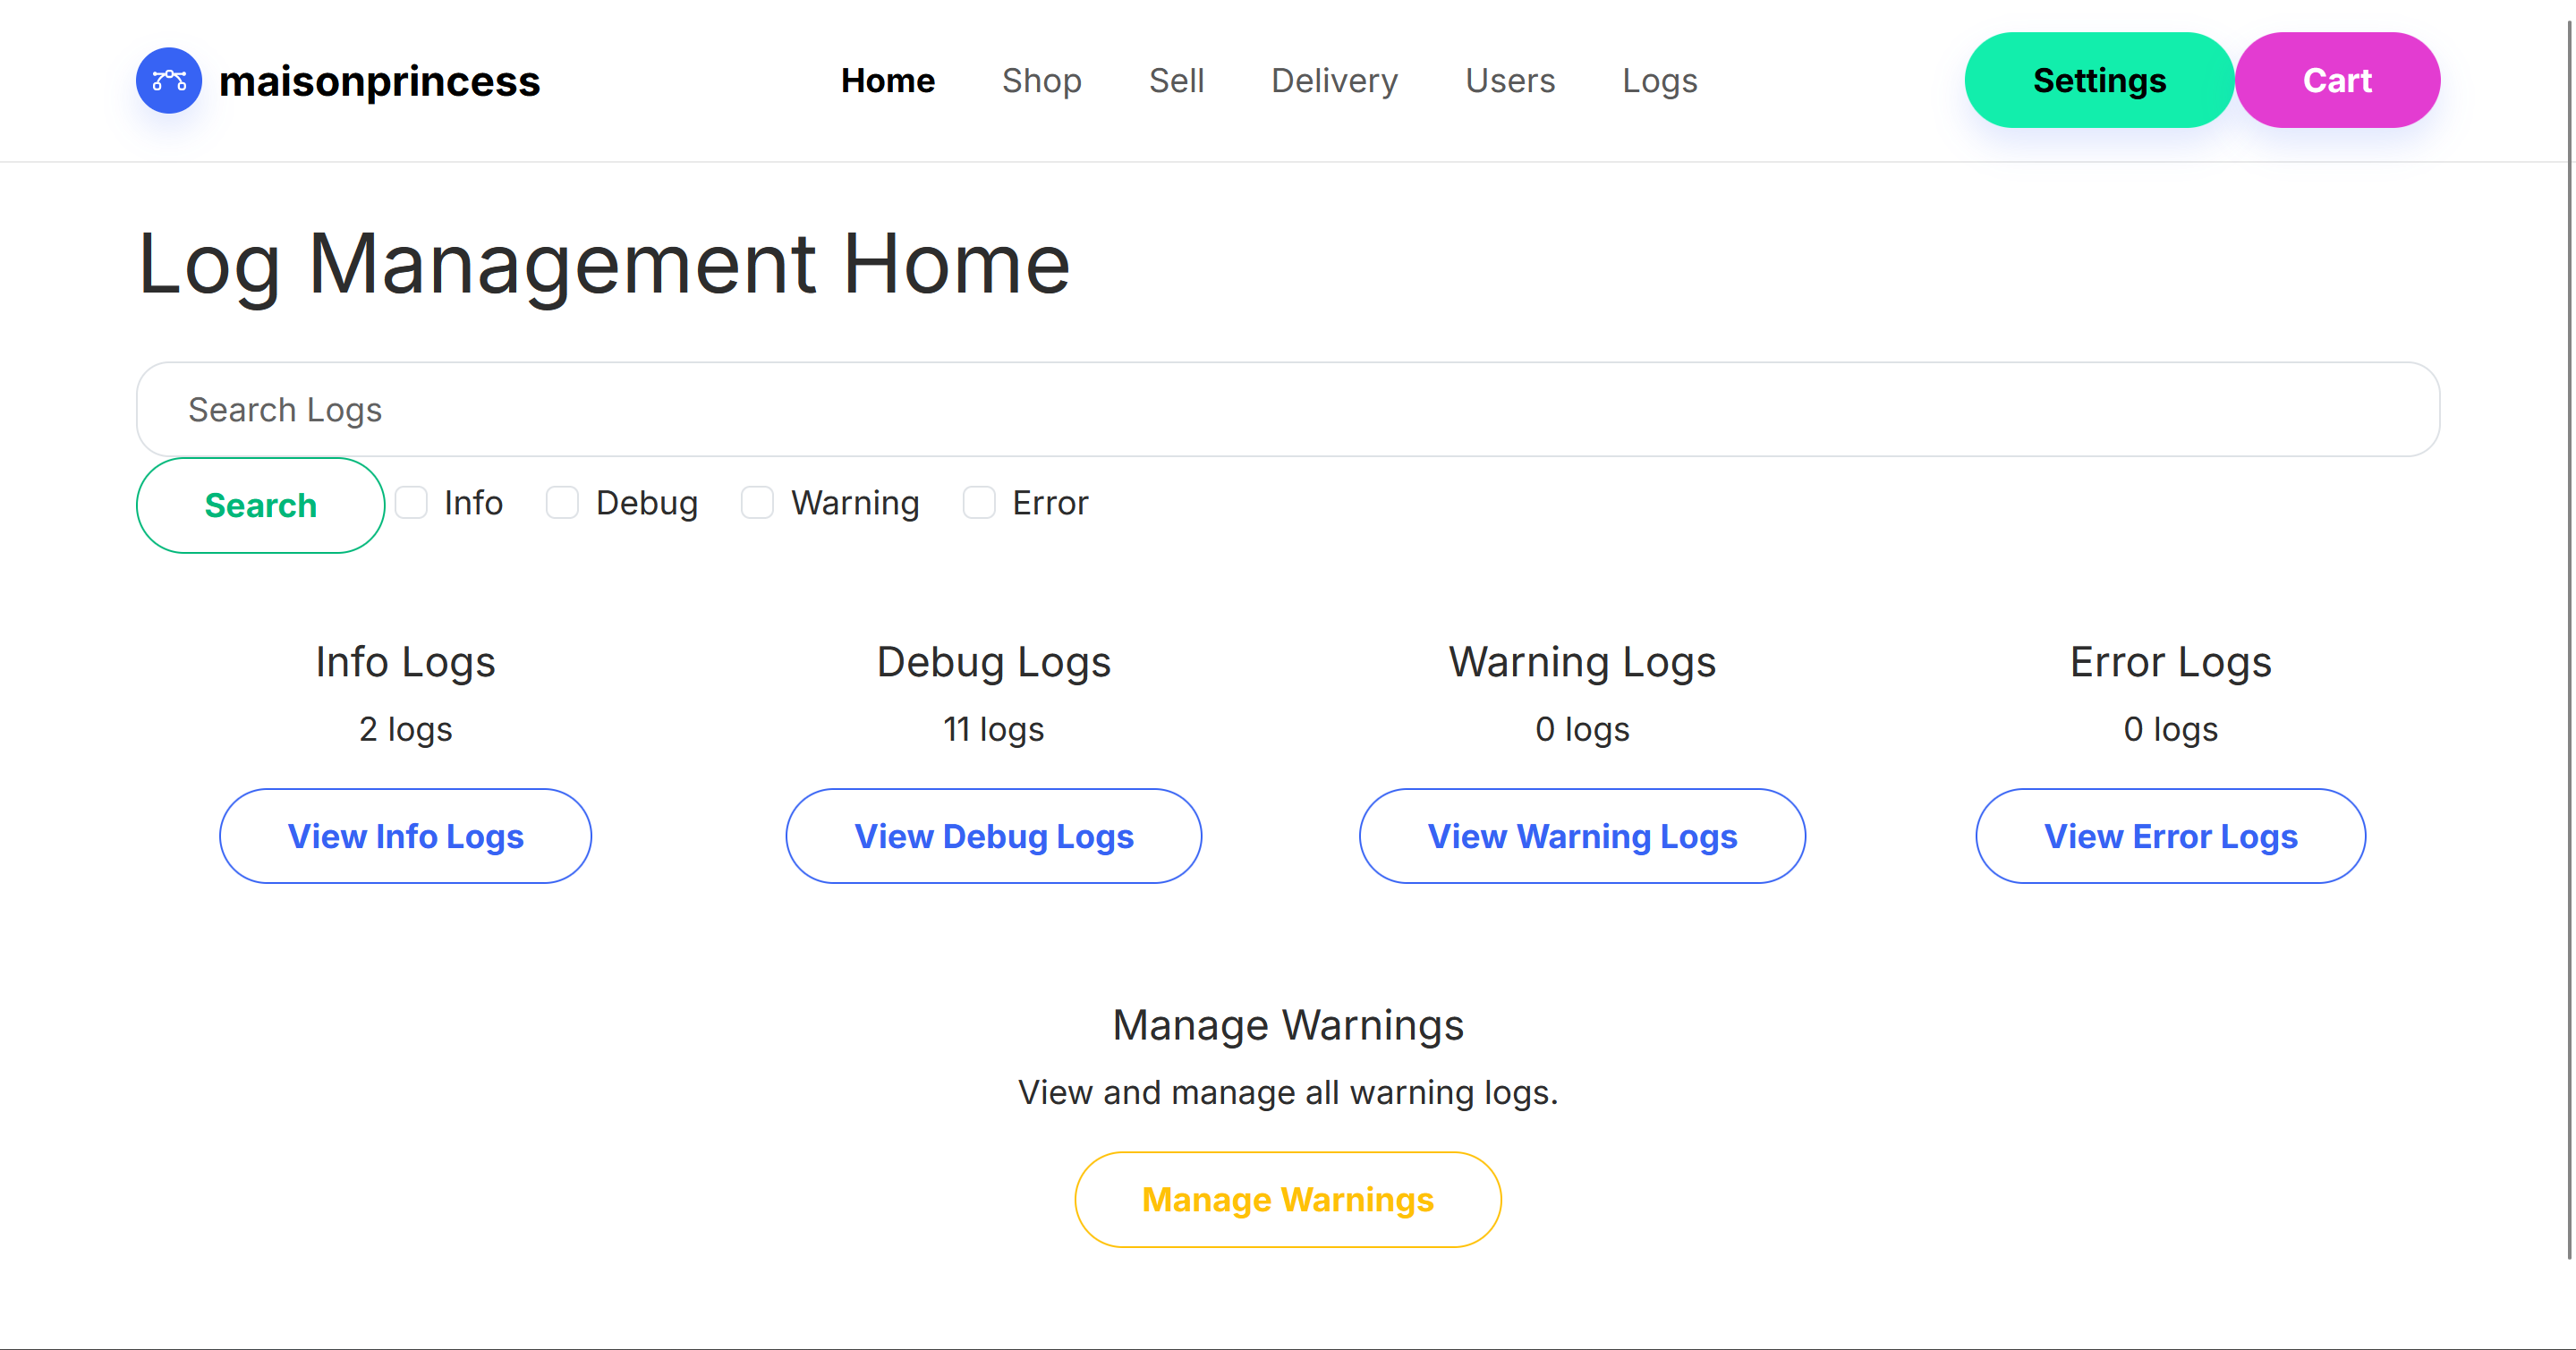 maisonprincess
Home Shop Sell Delivery Users Logs
Settings Cart
Log Management Home
Search Logs
Search Info Debug Warning Error
Info Logs Debug Logs Warning Logs Error Logs
2 logs 11 logs 0 logs 0 logs
View Info Logs View Debug Logs View Warning Logs View Error Logs
Manage Warnings
View and manage all warning logs.
Manage Warnings